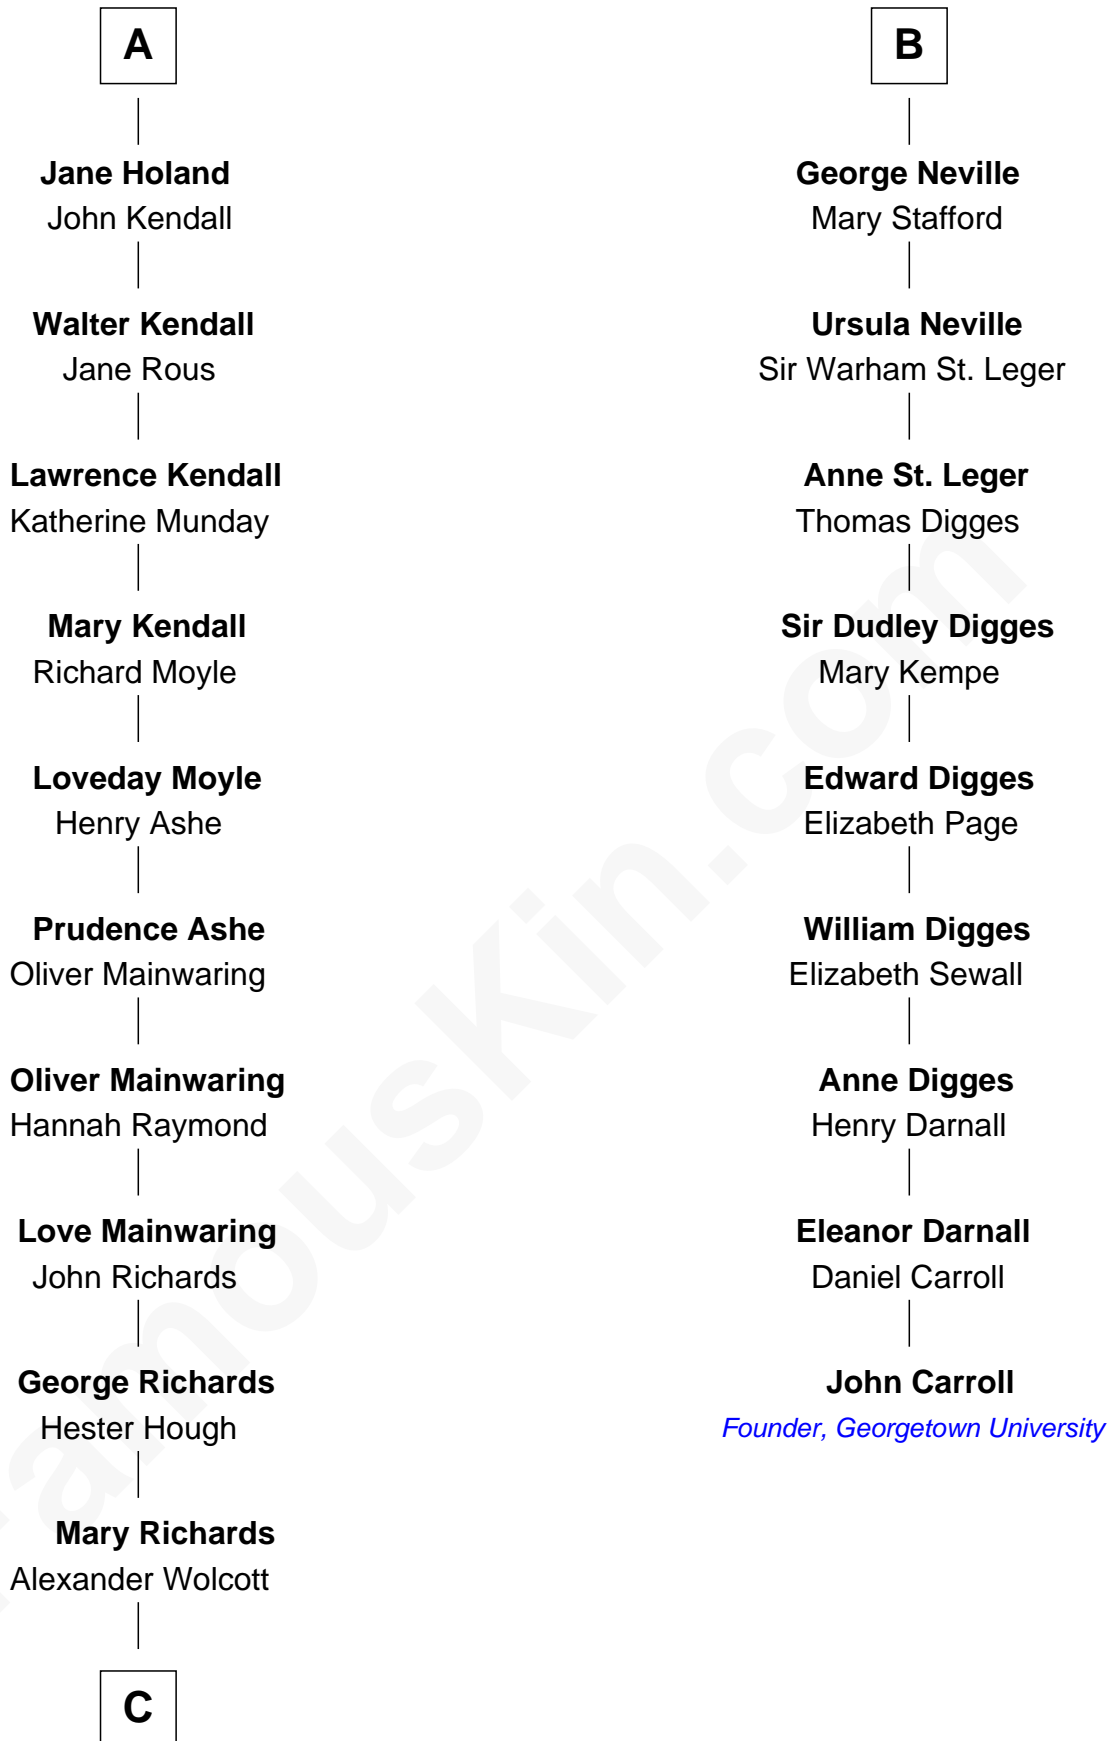 A
Jane Holand
John Kendall
Walter Kendall
Jane Rous
Lawrence Kendall
Katherine Munday
Mary Kendall
Richard Moyle
Loveday Moyle
Henry Ashe
Prudence Ashe
Oliver Mainwaring
Oliver Mainwaring
Hannah Raymond
Love Mainwaring
John Richards
George Richards
Hester Hough
Mary Richards
Alexander Wolcott
C
B
George Neville
Mary Stafford
Ursula Neville
Sir Warham St. Leger
Anne St. Leger
Thomas Digges
Sir Dudley Digges
Mary Kempe
Edward Digges
Elizabeth Page
William Digges
Elizabeth Sewall
Anne Digges
Henry Darnall
Eleanor Darnall
Daniel Carroll
John Carroll
Founder, Georgetown University
FamousKin.com